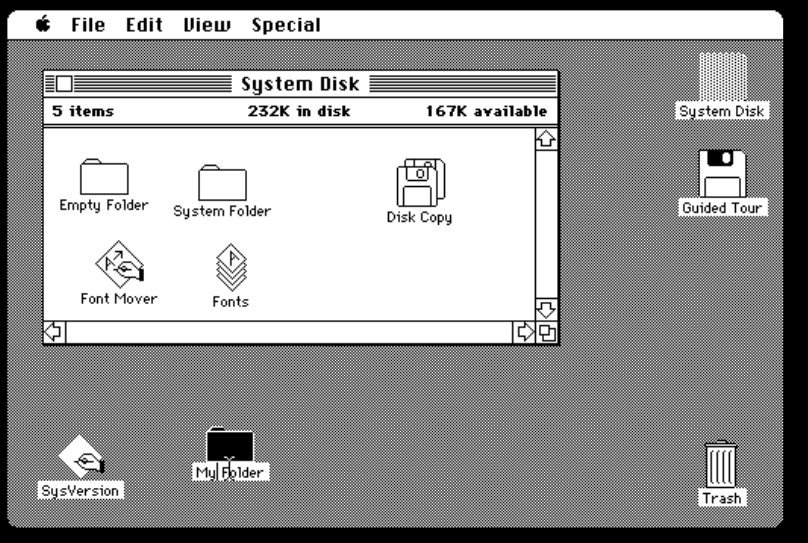 File Edit View Special
System Disk
5 items 232K in disk 167K available
Empty Folder System Folder Disk Copy
Font Mover Fonts
System Disk
Guided Tour
SysVersion My Folder Trash